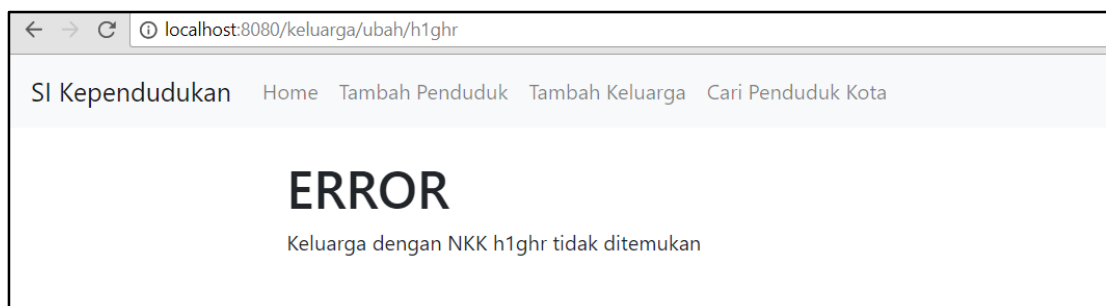 localhost:8080/keluarga/ubah/h1ghr
SI Kependudukan Home Tambah Penduduk Tambah Keluarga Cari Penduduk Kota
ERROR
Keluarga dengan NKK h1ghr tidak ditemukan